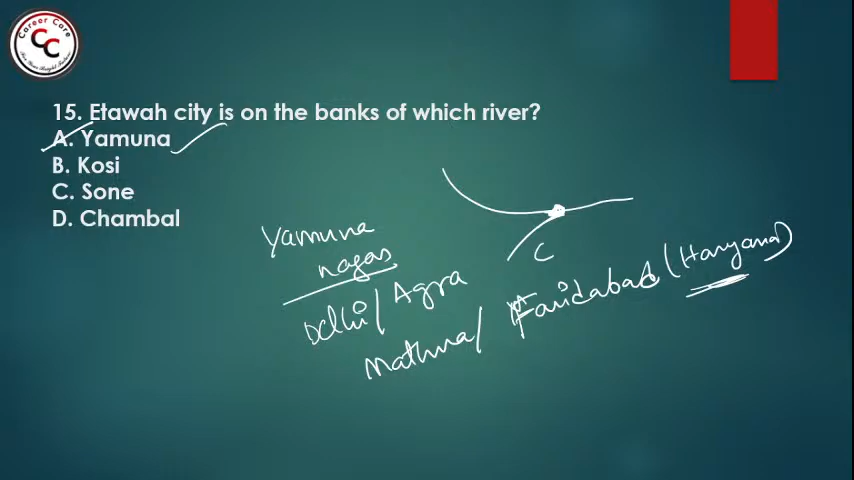 Career Care
CC
15. Etawah city is on the banks of which river?
A. Yamuna
B. Kosi
C. Sone
D. Chambal
Yamuna
nagar
C
Delhi/Agra
Mathura/ Faridabad (Haryana)